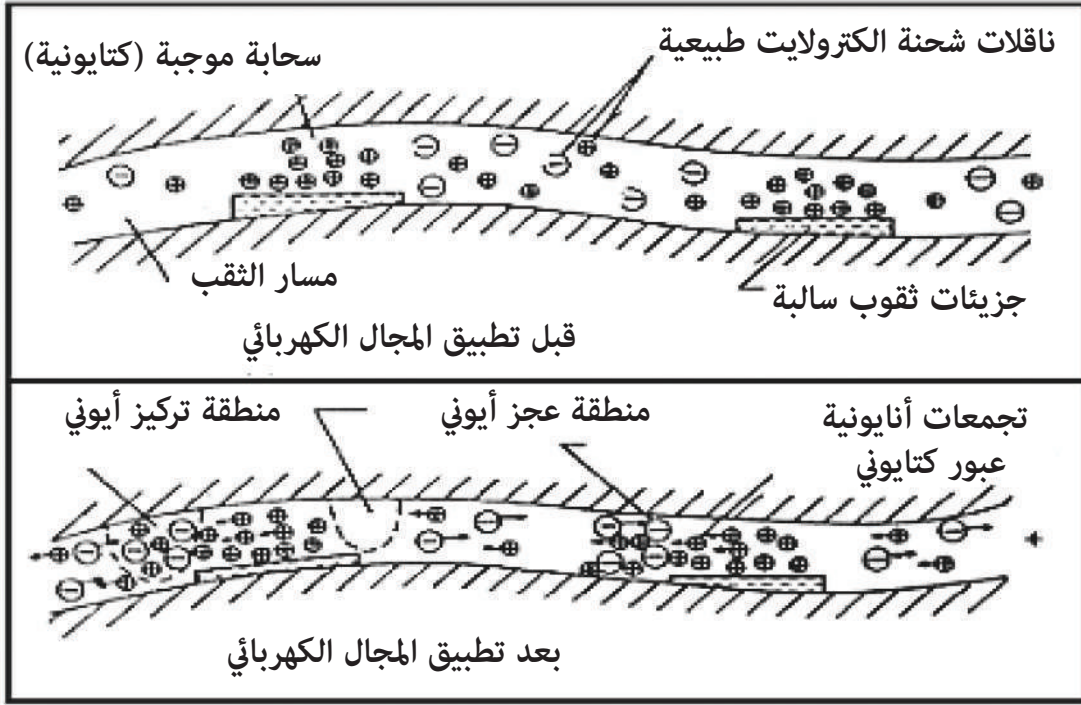 ناقلات شحنة الكترولايت طبيعية
سحابة موجبة (كتايونية)
مسار الثقب
جزيئات ثقوب سالبة
قبل تطبيق المجال الكهربائي
تجمعات أنايونية
عبور كتايوني
منطقة عجز أيوني
منطقة تركيز أيوني
بعد تطبيق المجال الكهربائي